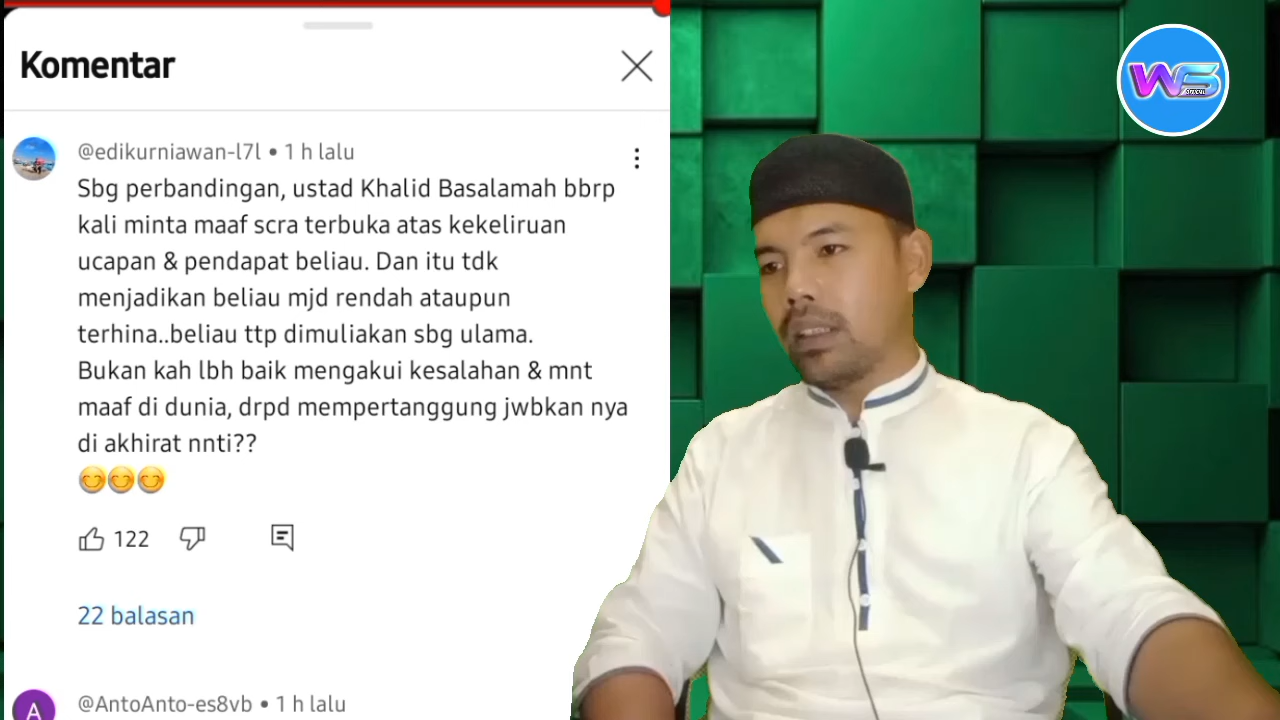 Komentar
@edikurniawan-l7l • 1 h lalu
Sbg perbandingan, ustad Khalid Basalamah bbrp
kali minta maaf scra terbuka atas kekeliruan
ucapan & pendapat beliau. Dan itu tdk
menjadikan beliau mjd rendah ataupun
terhina..beliau ttp dimuliakan sbg ulama.
Bukan kah lbh baik mengakui kesalahan & mnt
maaf di dunia, drpd mempertanggung jwbkan nya
di akhirat nnti??
😊😊😊
122
22 balasan
A
@AntoAnto-es8vb • 1 h lalu
WS